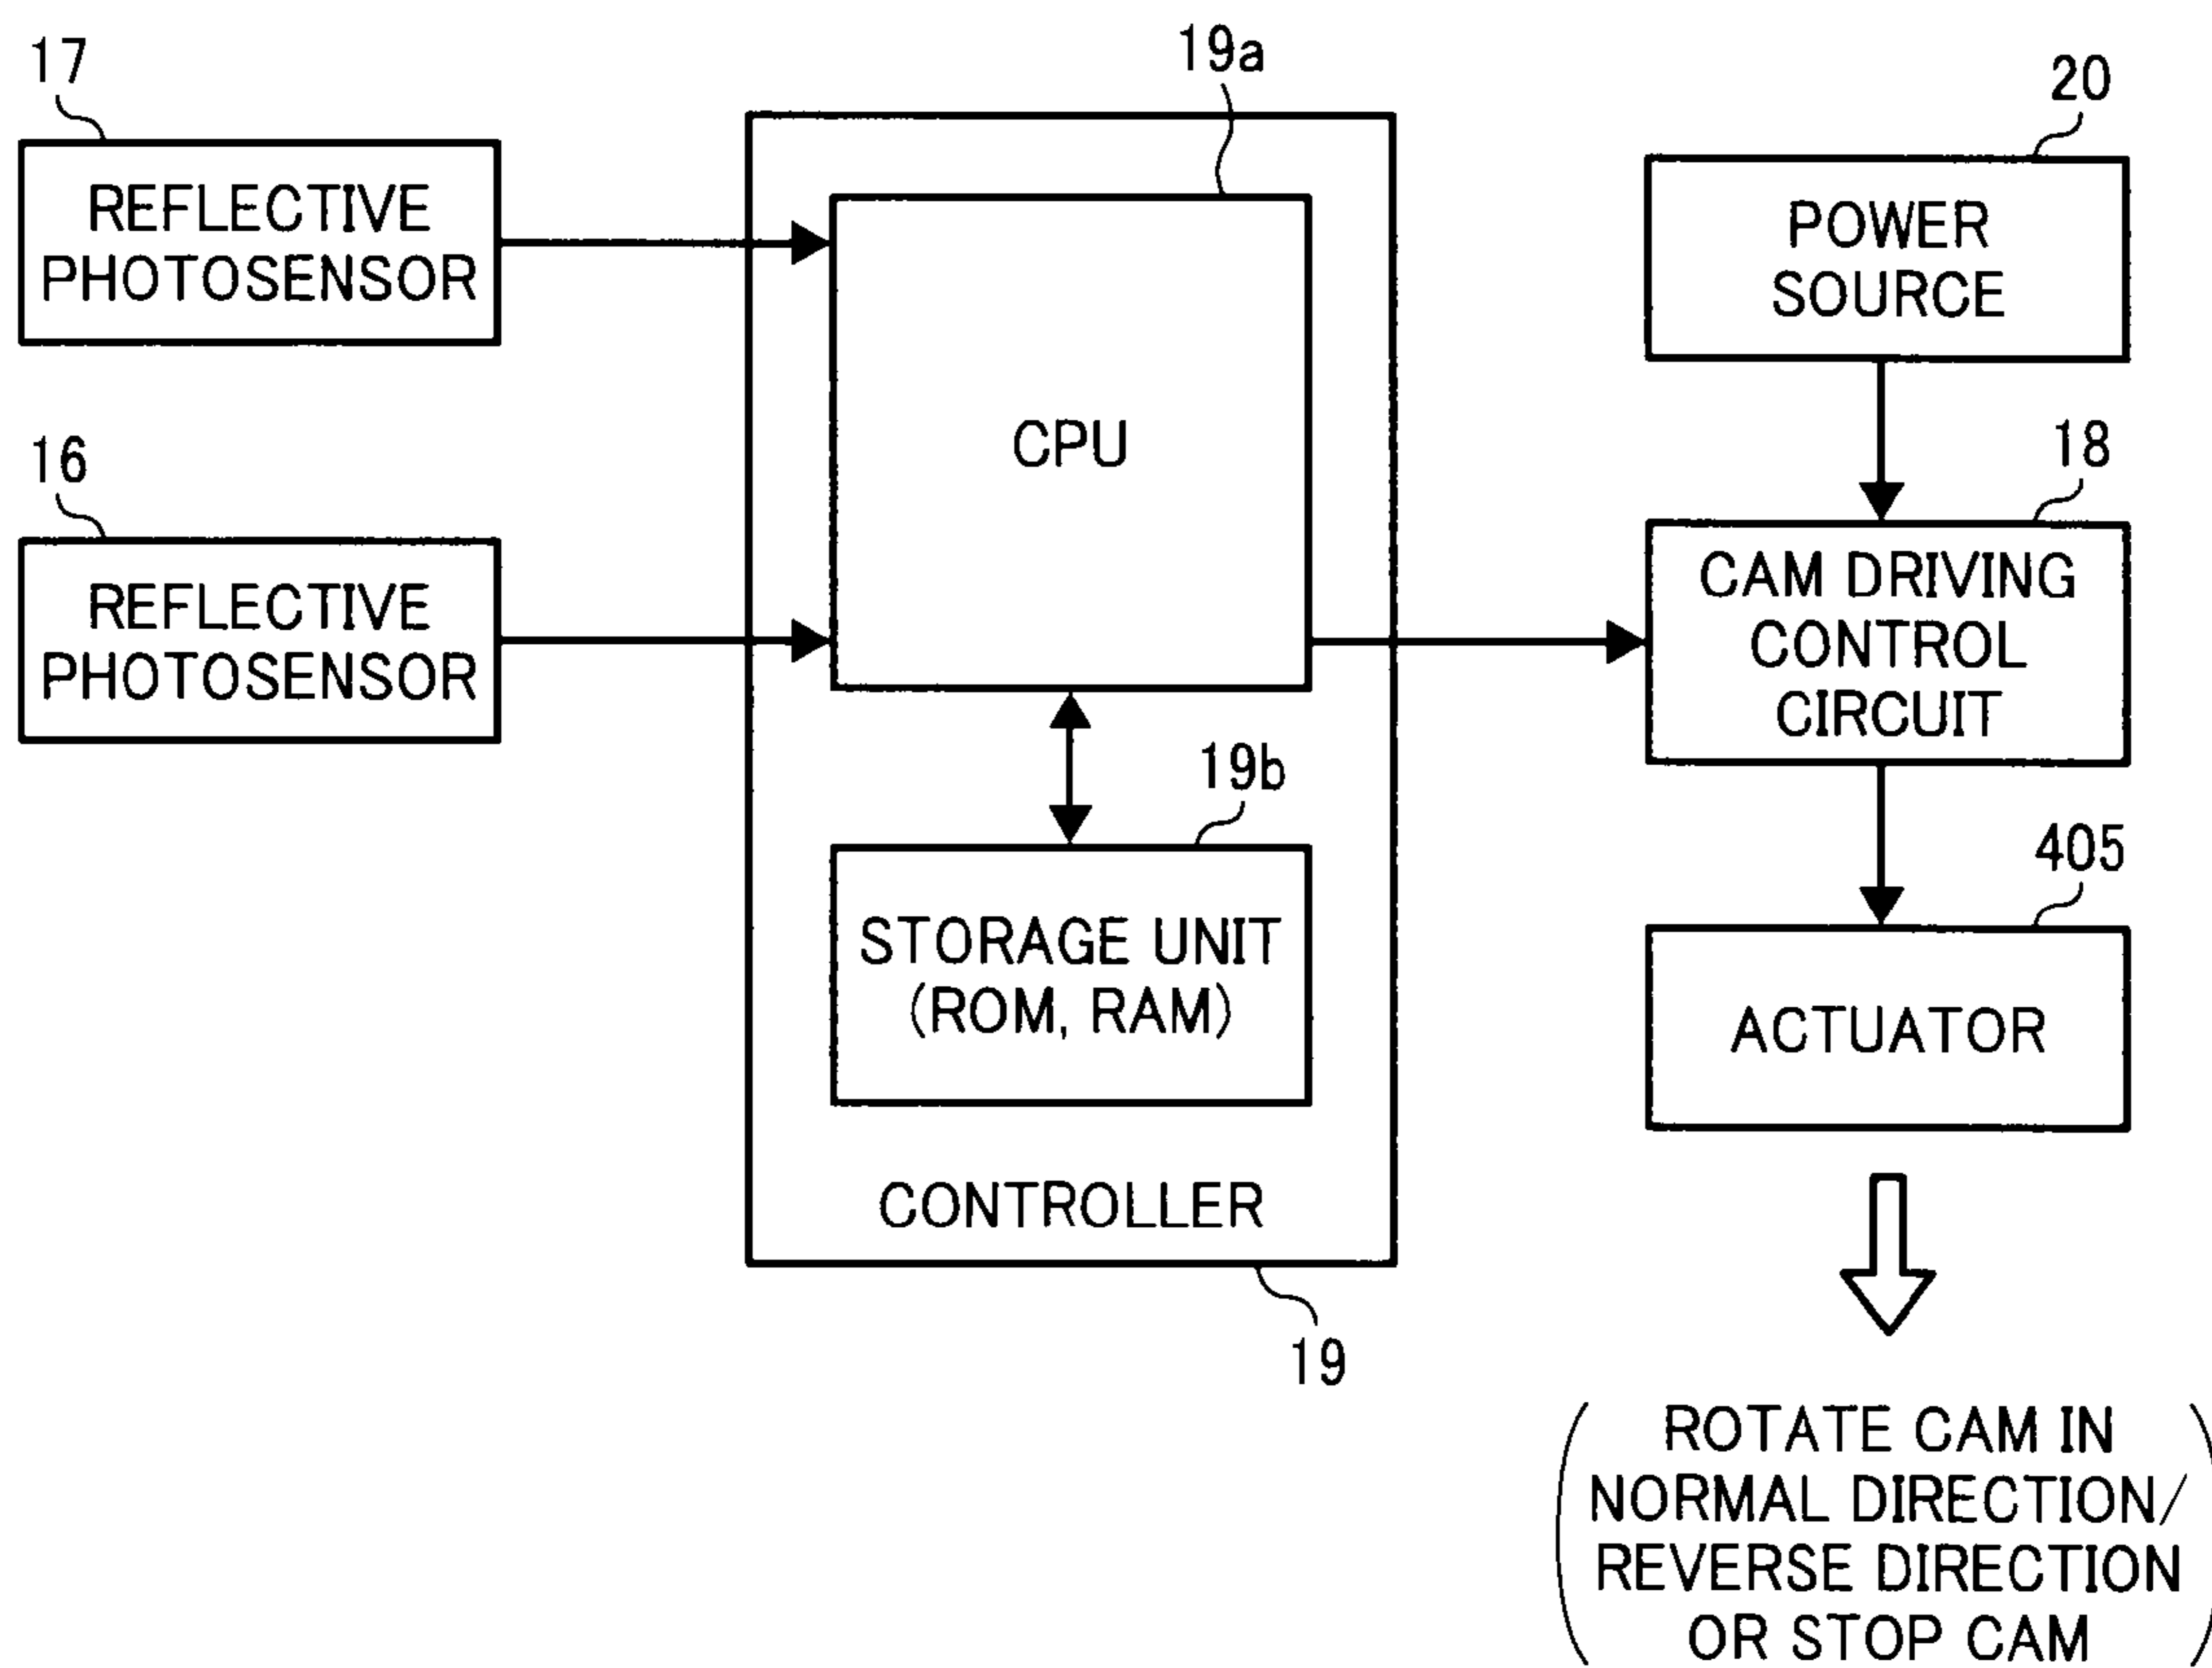 17
REFLECTIVE
PHOTOSENSOR
16
REFLECTIVE
PHOTOSENSOR
19a
CPU
19b
STORAGE UNIT
(ROM, RAM)
CONTROLLER
19
20
POWER
SOURCE
18
CAM DRIVING
CONTROL
CIRCUIT
405
ACTUATOR
(ROTATE CAM IN
NORMAL DIRECTION/
REVERSE DIRECTION
OR STOP CAM)